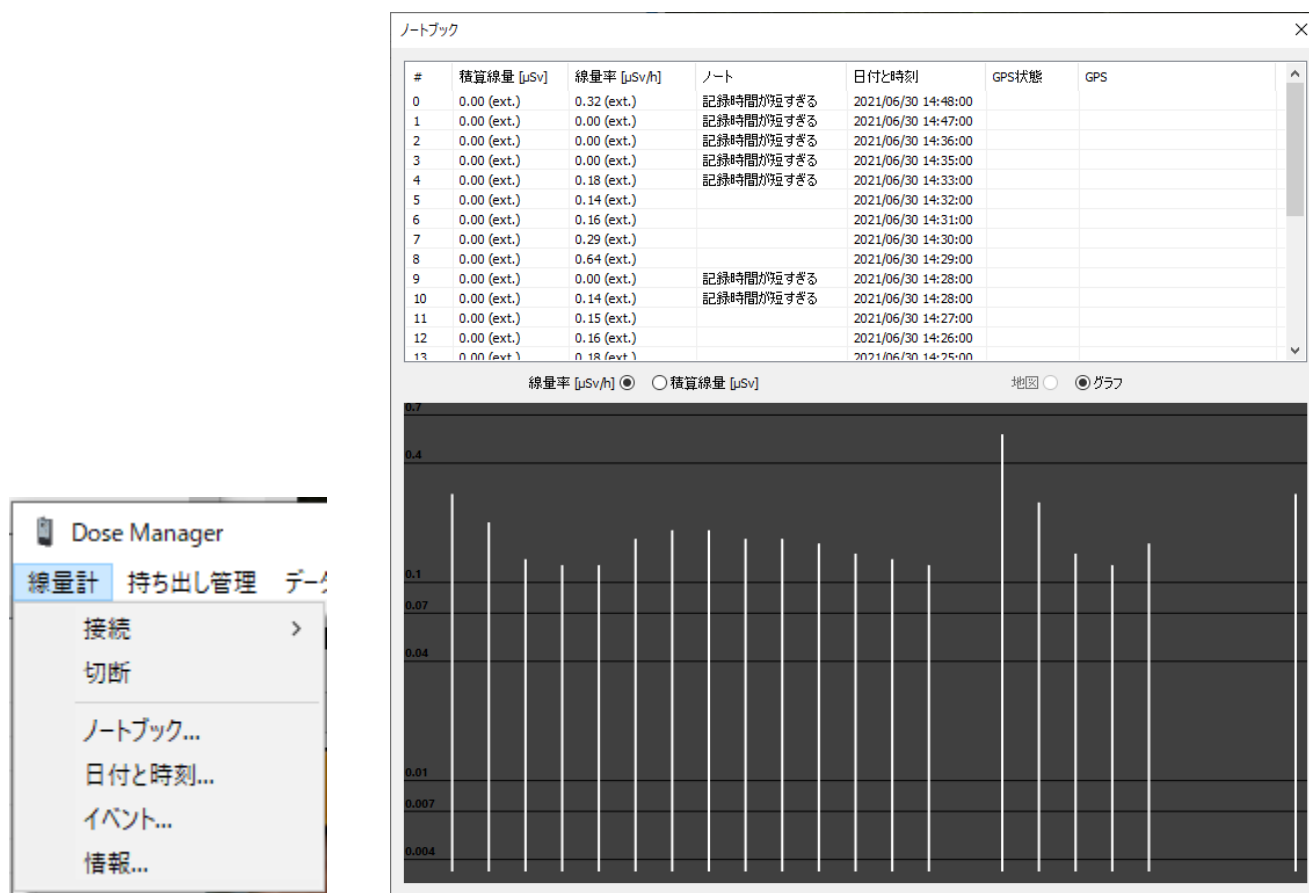 Dose Manager
線量計 持ち出し管理 データ
接続
切断
ノートブック...
日付と時刻...
イベント...
情報...
ノートブック
# 積算線量 [μSv] 線量率 [μSv/h] ノート 日付と時刻 GPS状態 GPS
0 0.00 (ext.) 0.32 (ext.) 記録時間が短すぎる 2021/06/30 14:48:00
1 0.00 (ext.) 0.00 (ext.) 記録時間が短すぎる 2021/06/30 14:47:00
2 0.00 (ext.) 0.00 (ext.) 記録時間が短すぎる 2021/06/30 14:36:00
3 0.00 (ext.) 0.00 (ext.) 記録時間が短すぎる 2021/06/30 14:35:00
4 0.00 (ext.) 0.18 (ext.) 記録時間が短すぎる 2021/06/30 14:33:00
5 0.00 (ext.) 0.14 (ext.) 2021/06/30 14:32:00
6 0.00 (ext.) 0.16 (ext.) 2021/06/30 14:31:00
7 0.00 (ext.) 0.29 (ext.) 2021/06/30 14:30:00
8 0.00 (ext.) 0.64 (ext.) 2021/06/30 14:29:00
9 0.00 (ext.) 0.00 (ext.) 記録時間が短すぎる 2021/06/30 14:28:00
10 0.00 (ext.) 0.14 (ext.) 記録時間が短すぎる 2021/06/30 14:28:00
11 0.00 (ext.) 0.15 (ext.) 2021/06/30 14:27:00
12 0.00 (ext.) 0.16 (ext.) 2021/06/30 14:26:00
13 0.00 (ext.) 0.18 (ext.) 2021/06/30 14:25:00
線量率 [μSv/h] 積算線量 [μSv] 地図 グラフ
0.7
0.4
0.1
0.07
0.04
0.01
0.007
0.004